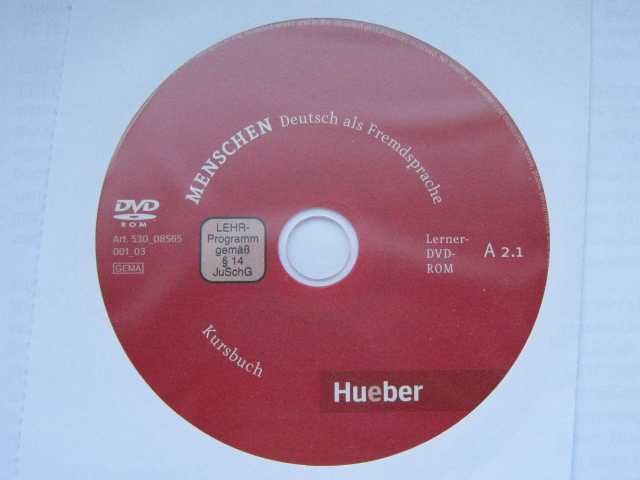 MENSCHEN Deutsch als Fremdsprache
DVD
ROM
Art. 530_08565
001_03
GEMA
LEHR-
Programm
gemäß
§ 14
JuSchG
Lerner-
DVD-
ROM
A 2.1
Kursbuch
Hueber